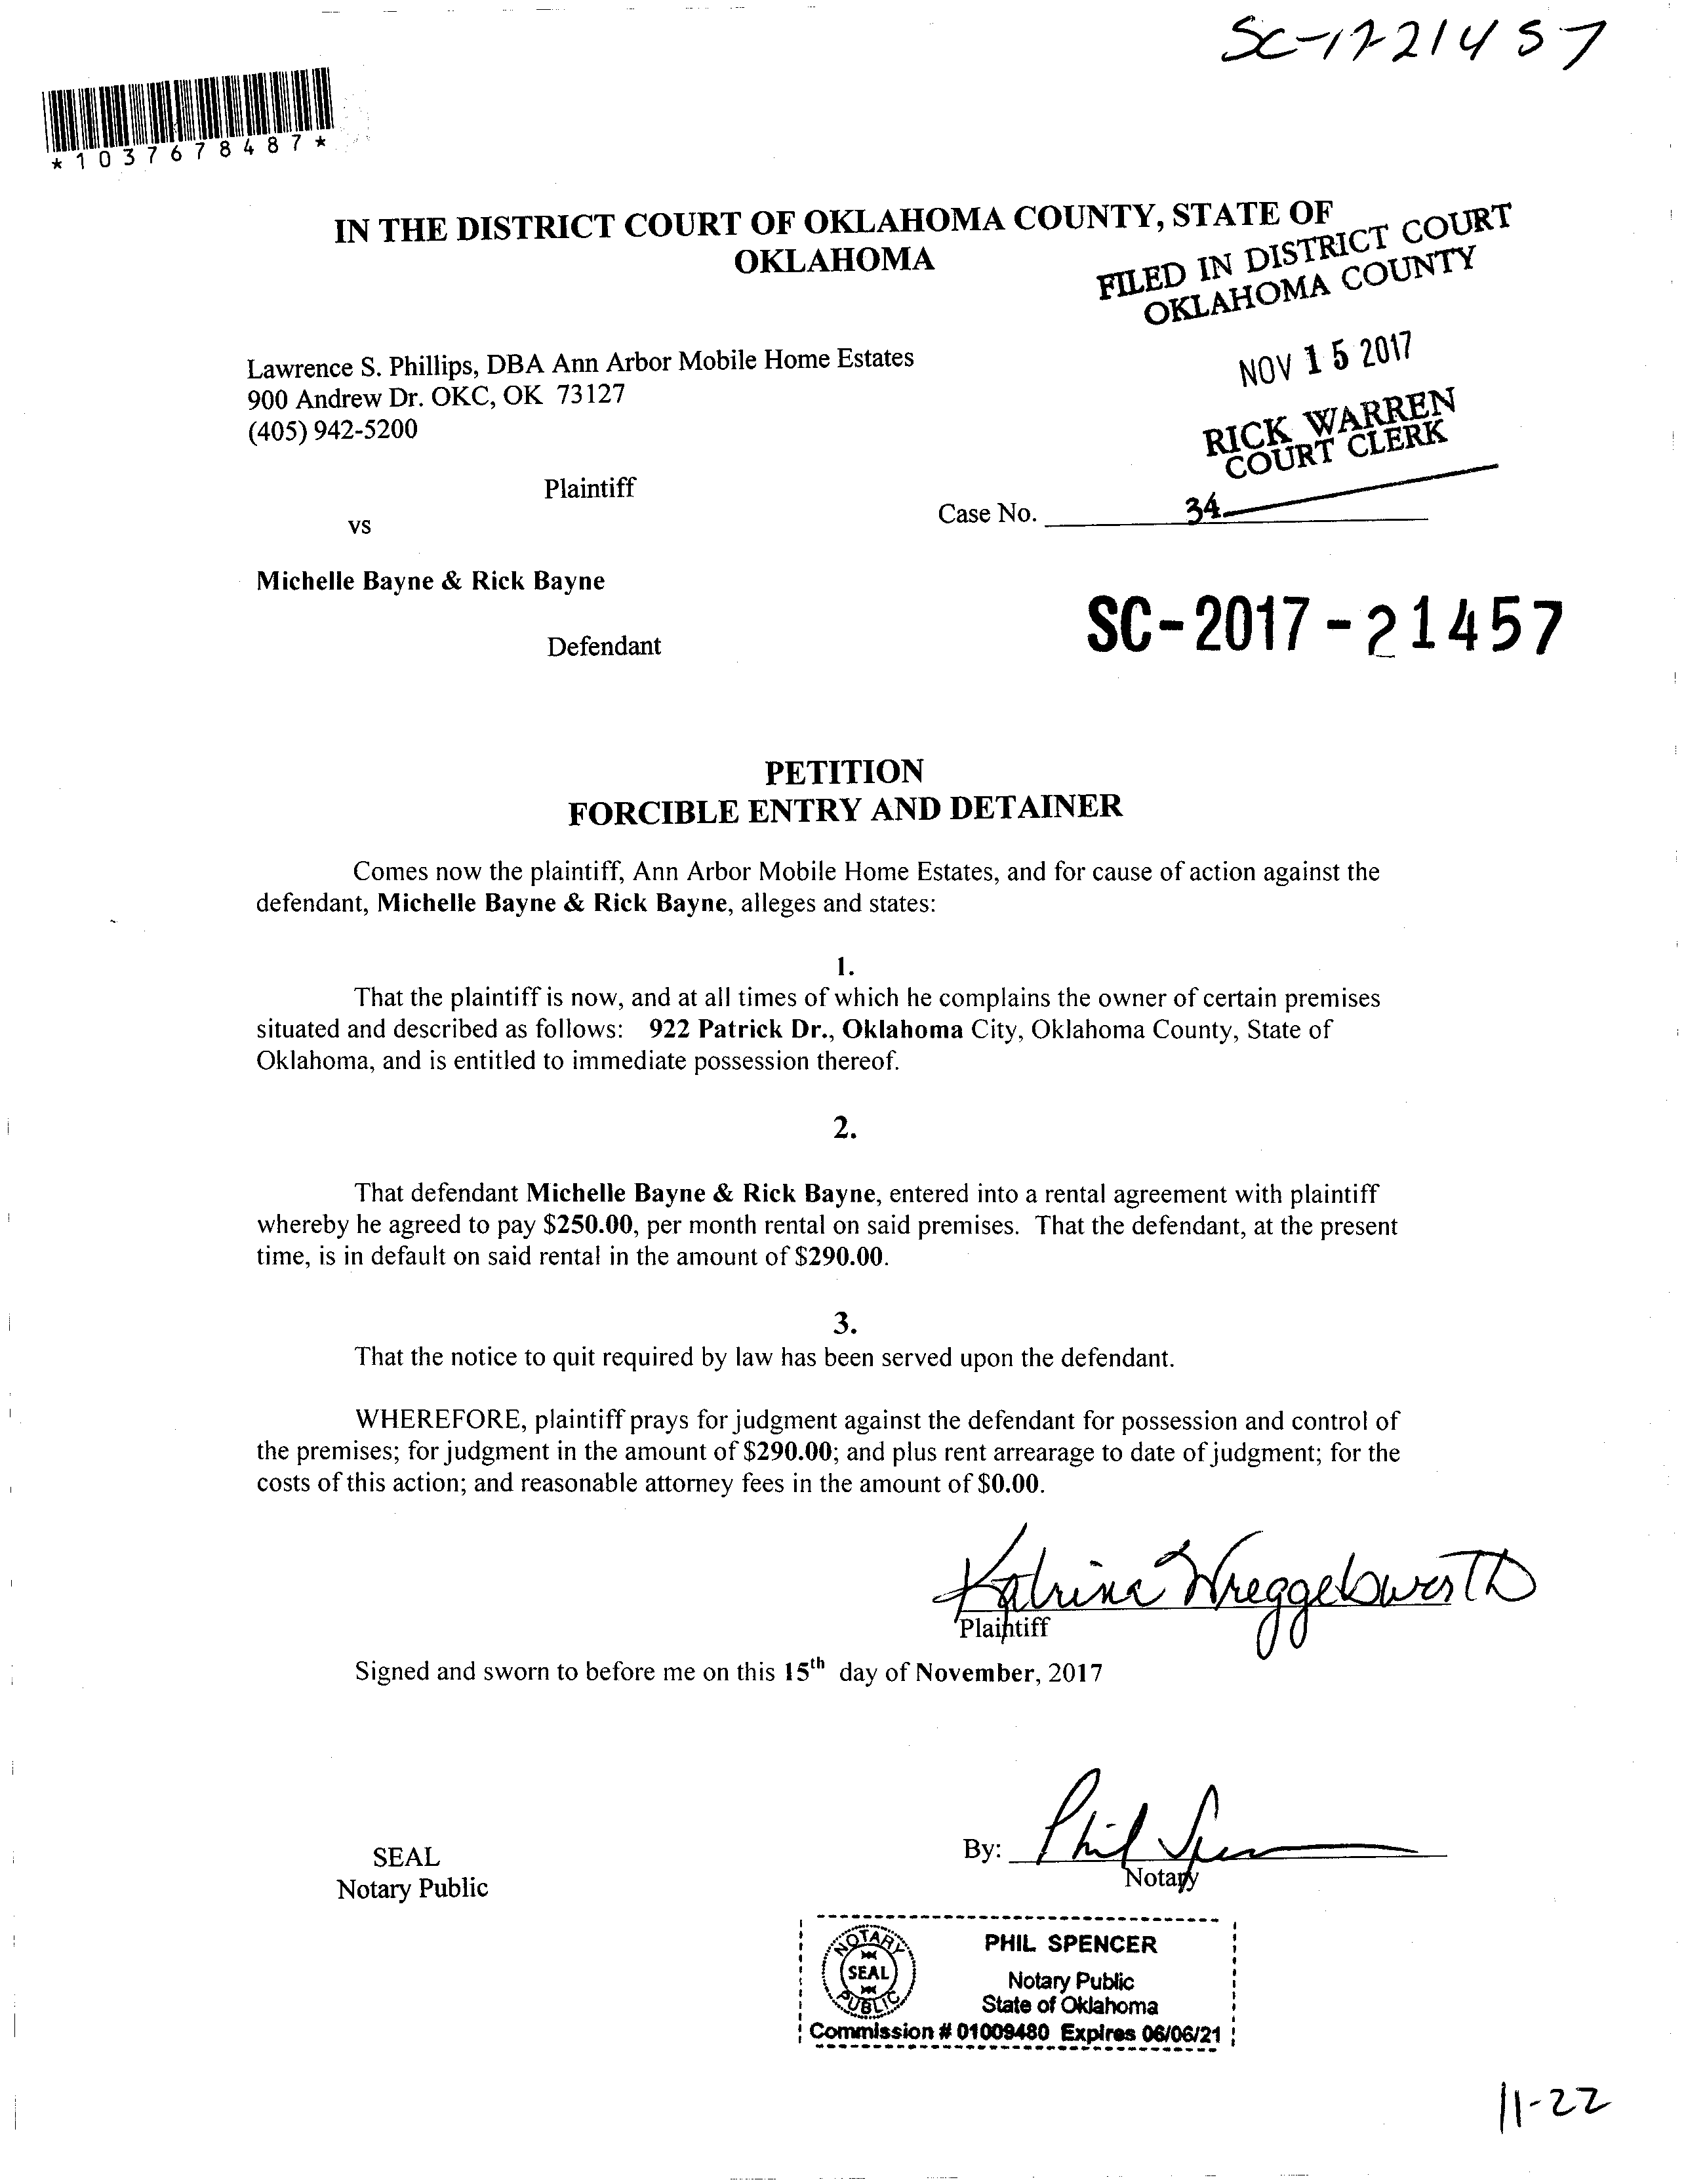 SC-1721457
*1037678487*
IN THE DISTRICT COURT OF OKLAHOMA COUNTY, STATE OF
OKLAHOMA
FILED IN DISTRICT COURT
OKLAHOMA COUNTY
NOV 15 2017
RICK WARREN
COURT CLERK
34
Lawrence S. Phillips, DBA Ann Arbor Mobile Home Estates
900 Andrew Dr. OKC, OK 73127
(405) 942-5200
Plaintiff
vs
Case No.
Michelle Bayne & Rick Bayne
Defendant
SC-2017-21457
PETITION
FORCIBLE ENTRY AND DETAINER
Comes now the plaintiff, Ann Arbor Mobile Home Estates, and for cause of action against the
defendant, Michelle Bayne & Rick Bayne, alleges and states:
1.
That the plaintiff is now, and at all times of which he complains the owner of certain premises
situated and described as follows: 922 Patrick Dr., Oklahoma City, Oklahoma County, State of
Oklahoma, and is entitled to immediate possession thereof.
2.
That defendant Michelle Bayne & Rick Bayne, entered into a rental agreement with plaintiff
whereby he agreed to pay $250.00, per month rental on said premises. That the defendant, at the present
time, is in default on said rental in the amount of $290.00.
3.
That the notice to quit required by law has been served upon the defendant.
WHEREFORE, plaintiff prays for judgment against the defendant for possession and control of
the premises; for judgment in the amount of $290.00; and plus rent arrearage to date of judgment; for the
costs of this action; and reasonable attorney fees in the amount of $0.00.
Katrina Wreggelsworth
Plaintiff
Signed and sworn to before me on this 15th day of November, 2017
SEAL
Notary Public
By: Phil Spencer
Notary
NOTARY
SEAL
PUBLIC
PHIL SPENCER
Notary Public
State of Oklahoma
Commission # 01009480 Expires 06/06/21
11-22